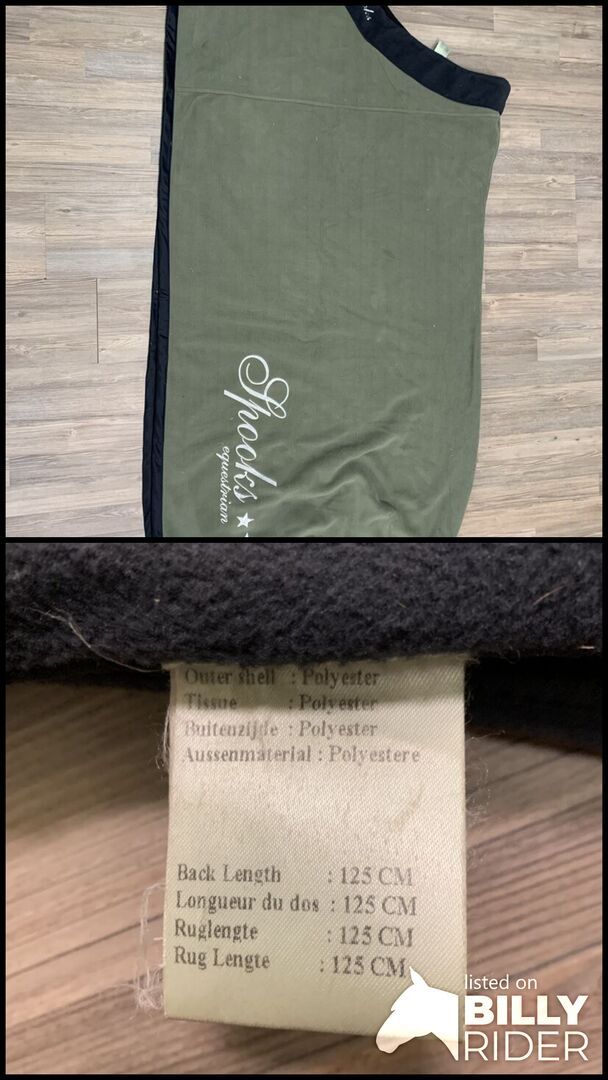 Spooks
equestrian
Outer shell : Polyester
Tissue : Polyester
Buitenzijde : Polyester
Aussenmaterial : Polyestere
Back Length : 125 CM
Longueur du dos : 125 CM
Ruglengte : 125 CM
Rug Lengte : 125 CM
listed on
BILLY
RIDER